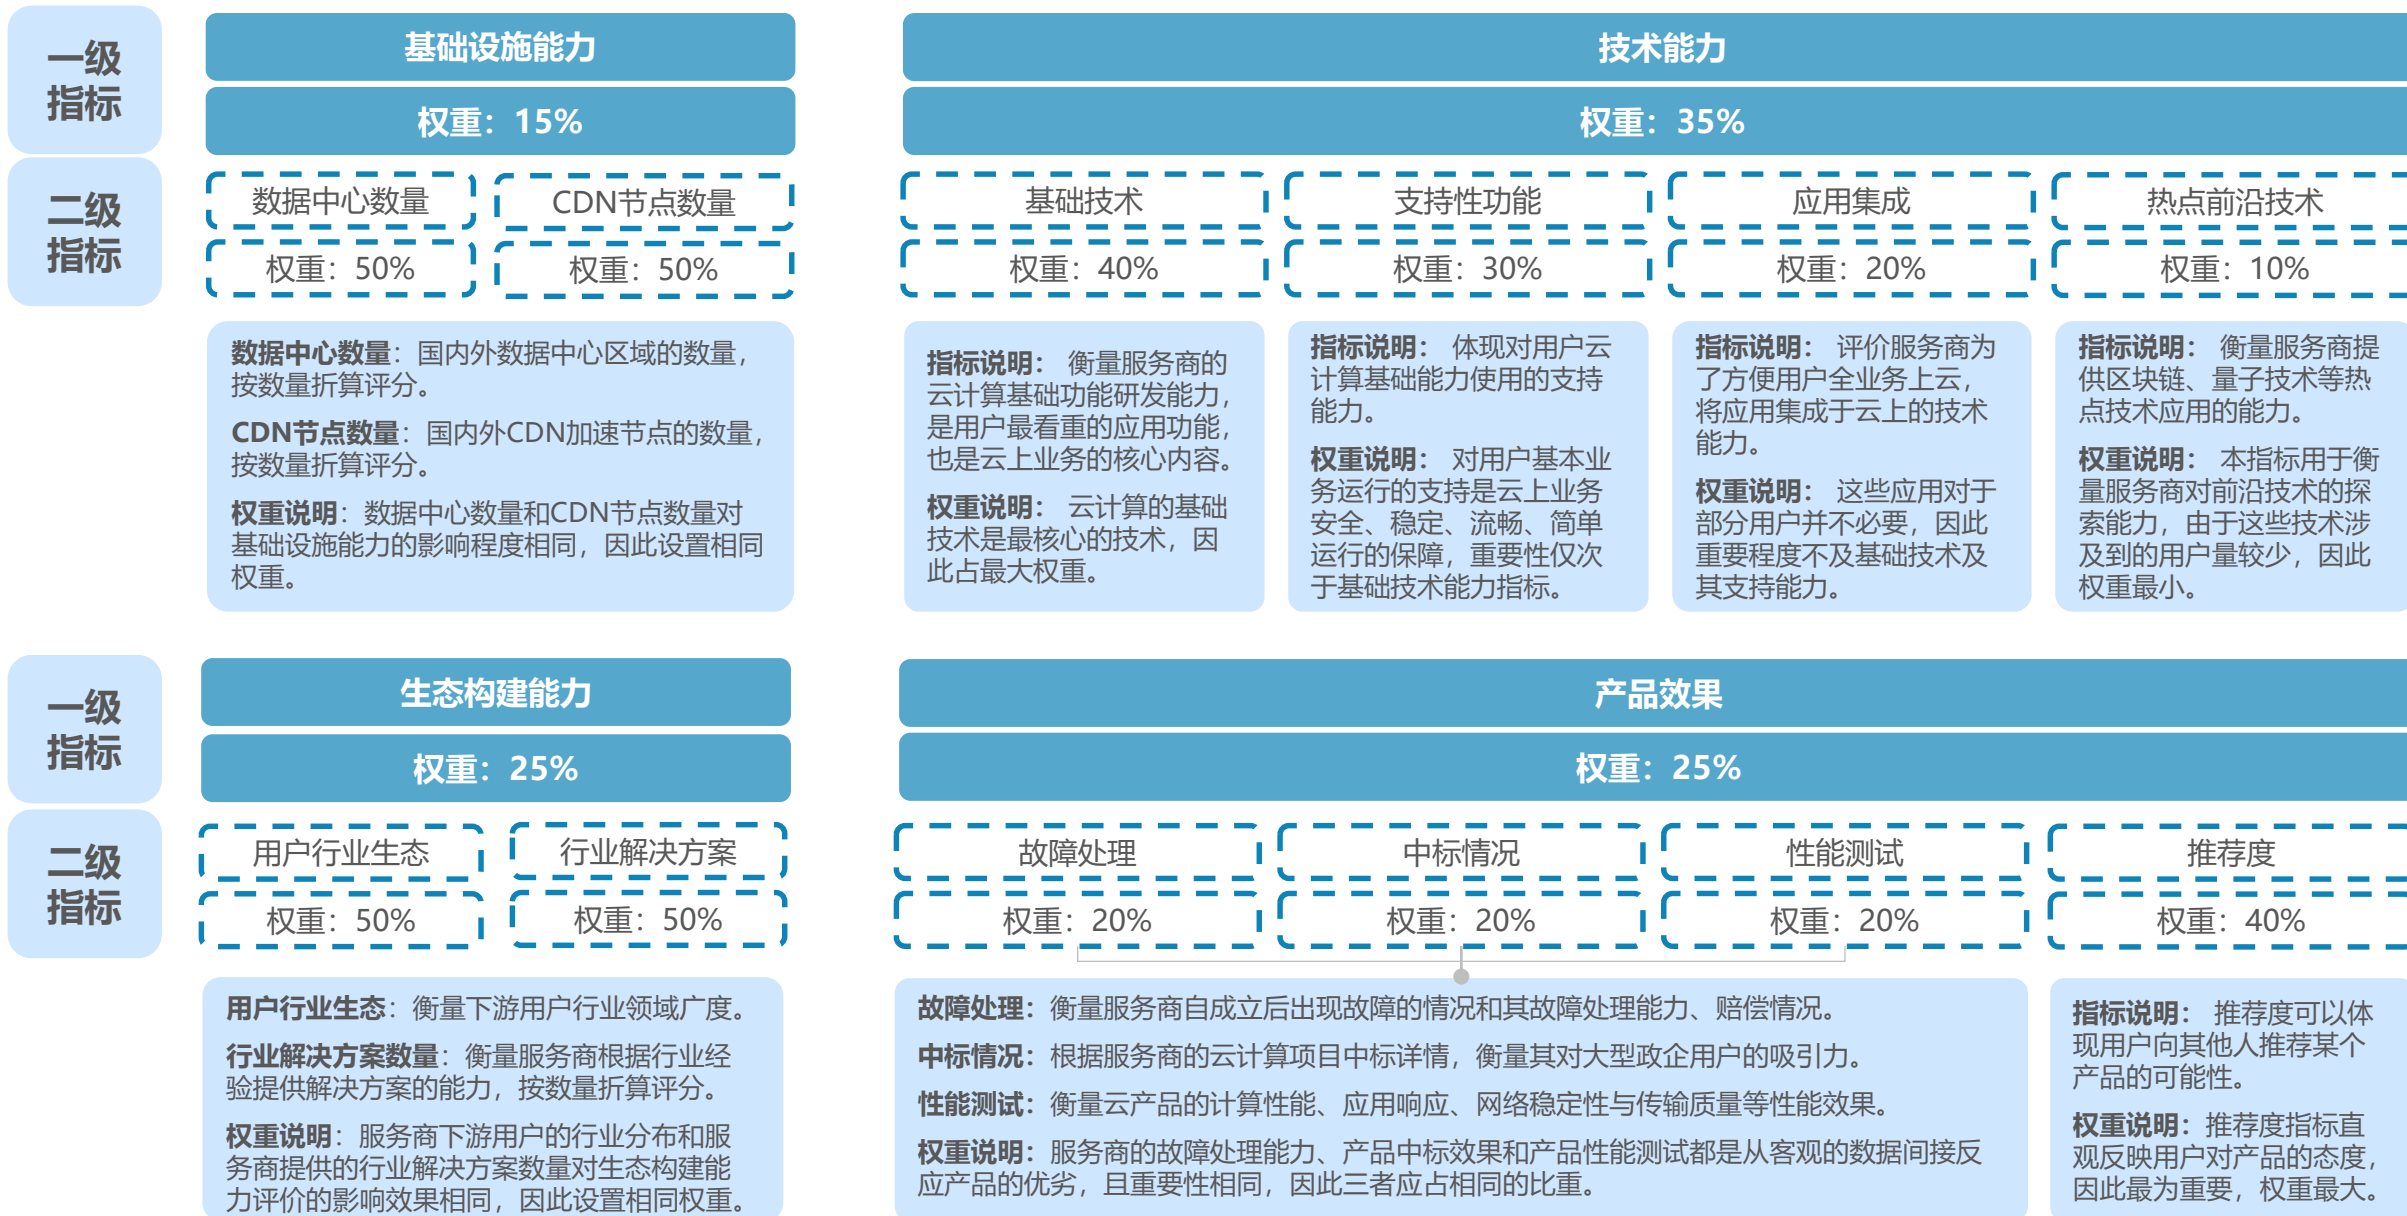 一级
指标
基础设施能力
权重：15%
技术能力
权重：35%
二级
指标
数据中心数量
权重：50%
CDN节点数量
权重：50%
基础技术
权重：40%
支持性功能
权重：30%
应用集成
权重：20%
热点前沿技术
权重：10%
数据中心数量：国内外数据中心区域的数量，
按数量折算评分。
CDN节点数量：国内外CDN加速节点的数量，
按数量折算评分。
权重说明：数据中心数量和CDN节点数量对
基础设施能力的影响程度相同，因此设置相同
权重。
指标说明： 衡量服务商的
云计算基础功能研发能力，
是用户最看重的应用功能，
也是云上业务的核心内容。
权重说明： 云计算的基础
技术是最核心的技术，因
此占最大权重。
指标说明： 体现对用户云
计算基础能力使用的支持
能力。
权重说明： 对用户基本业
务运行的支持是云上业务
安全、稳定、流畅、简单
运行的保障，重要性仅次
于基础技术能力指标。
指标说明： 评价服务商为
了方便用户全业务上云，
将应用集成于云上的技术
能力。
权重说明： 这些应用对于
部分用户并不必要，因此
重要程度不及基础技术及
其支持能力。
指标说明： 衡量服务商提
供区块链、量子技术等热
点技术应用的能力。
权重说明： 本指标用于衡
量服务商对前沿技术的探
索能力，由于这些技术涉
及到的用户量较少，因此
权重最小。
一级
指标
生态构建能力
权重：25%
产品效果
权重：25%
二级
指标
用户行业生态
权重：50%
行业解决方案
权重：50%
故障处理
权重：20%
中标情况
权重：20%
性能测试
权重：20%
推荐度
权重：40%
用户行业生态：衡量下游用户行业领域广度。
行业解决方案数量：衡量服务商根据行业经
验提供解决方案的能力，按数量折算评分。
权重说明：服务商下游用户的行业分布和服
务商提供的行业解决方案数量对生态构建能
力评价的影响效果相同，因此设置相同权重。
故障处理：衡量服务商自成立后出现故障的情况和其故障处理能力、赔偿情况。
中标情况：根据服务商的云计算项目中标详情，衡量其对大型政企用户的吸引力。
性能测试：衡量云产品的计算性能、应用响应、网络稳定性与传输质量等性能效果。
权重说明：服务商的故障处理能力、产品中标效果和产品性能测试都是从客观的数据间接反
应产品的优劣，且重要性相同，因此三者应占相同的比重。
指标说明： 推荐度可以体
现用户向其他人推荐某个
产品的可能性。
权重说明：推荐度指标直
观反映用户对产品的态度，
因此最为重要，权重最大。